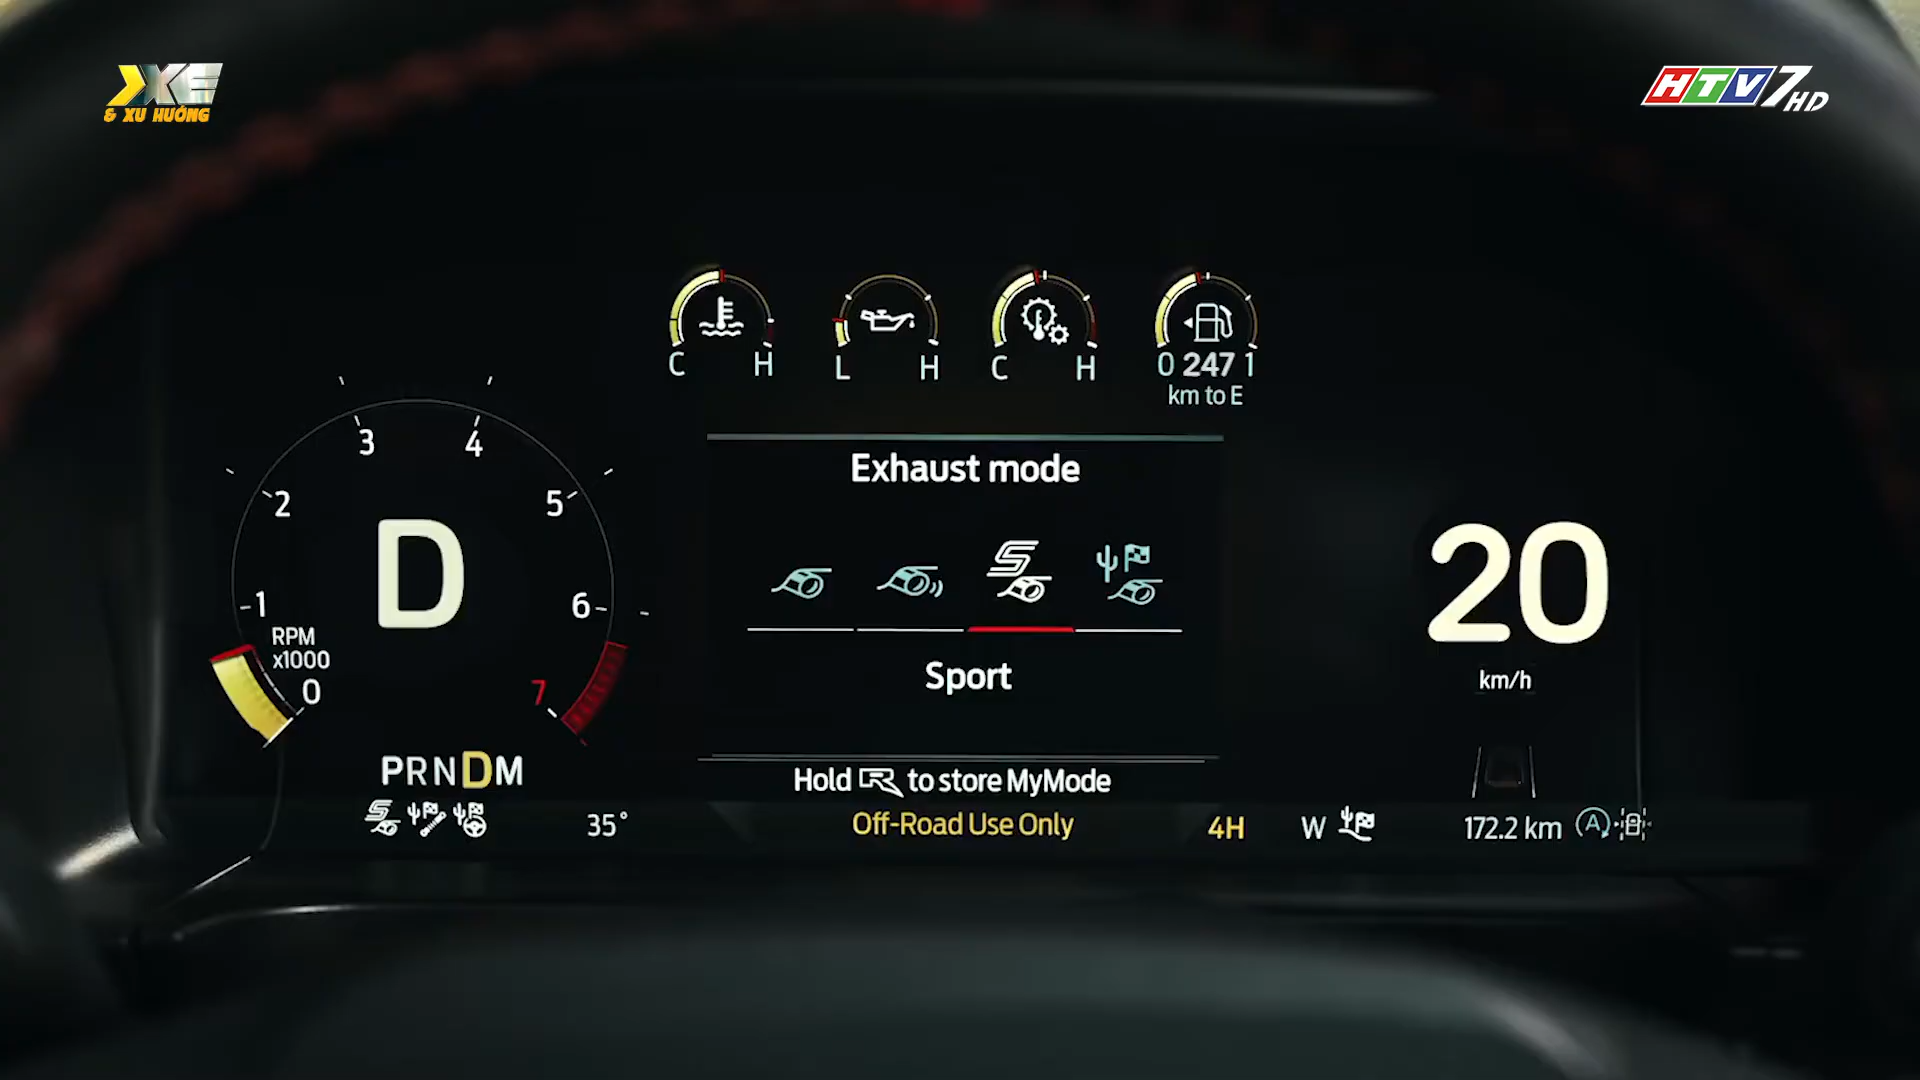 XE
& XU HƯỚNG
HTV7 HD
C H
L H
C H
0 247 1
km to E
Exhaust mode
Sport
Hold R to store MyMode
Off-Road Use Only
0
1
2
3
4
5
6
7
RPM
x1000
D
PRNDM
35°
20
km/h
4H
W
172.2 km
A